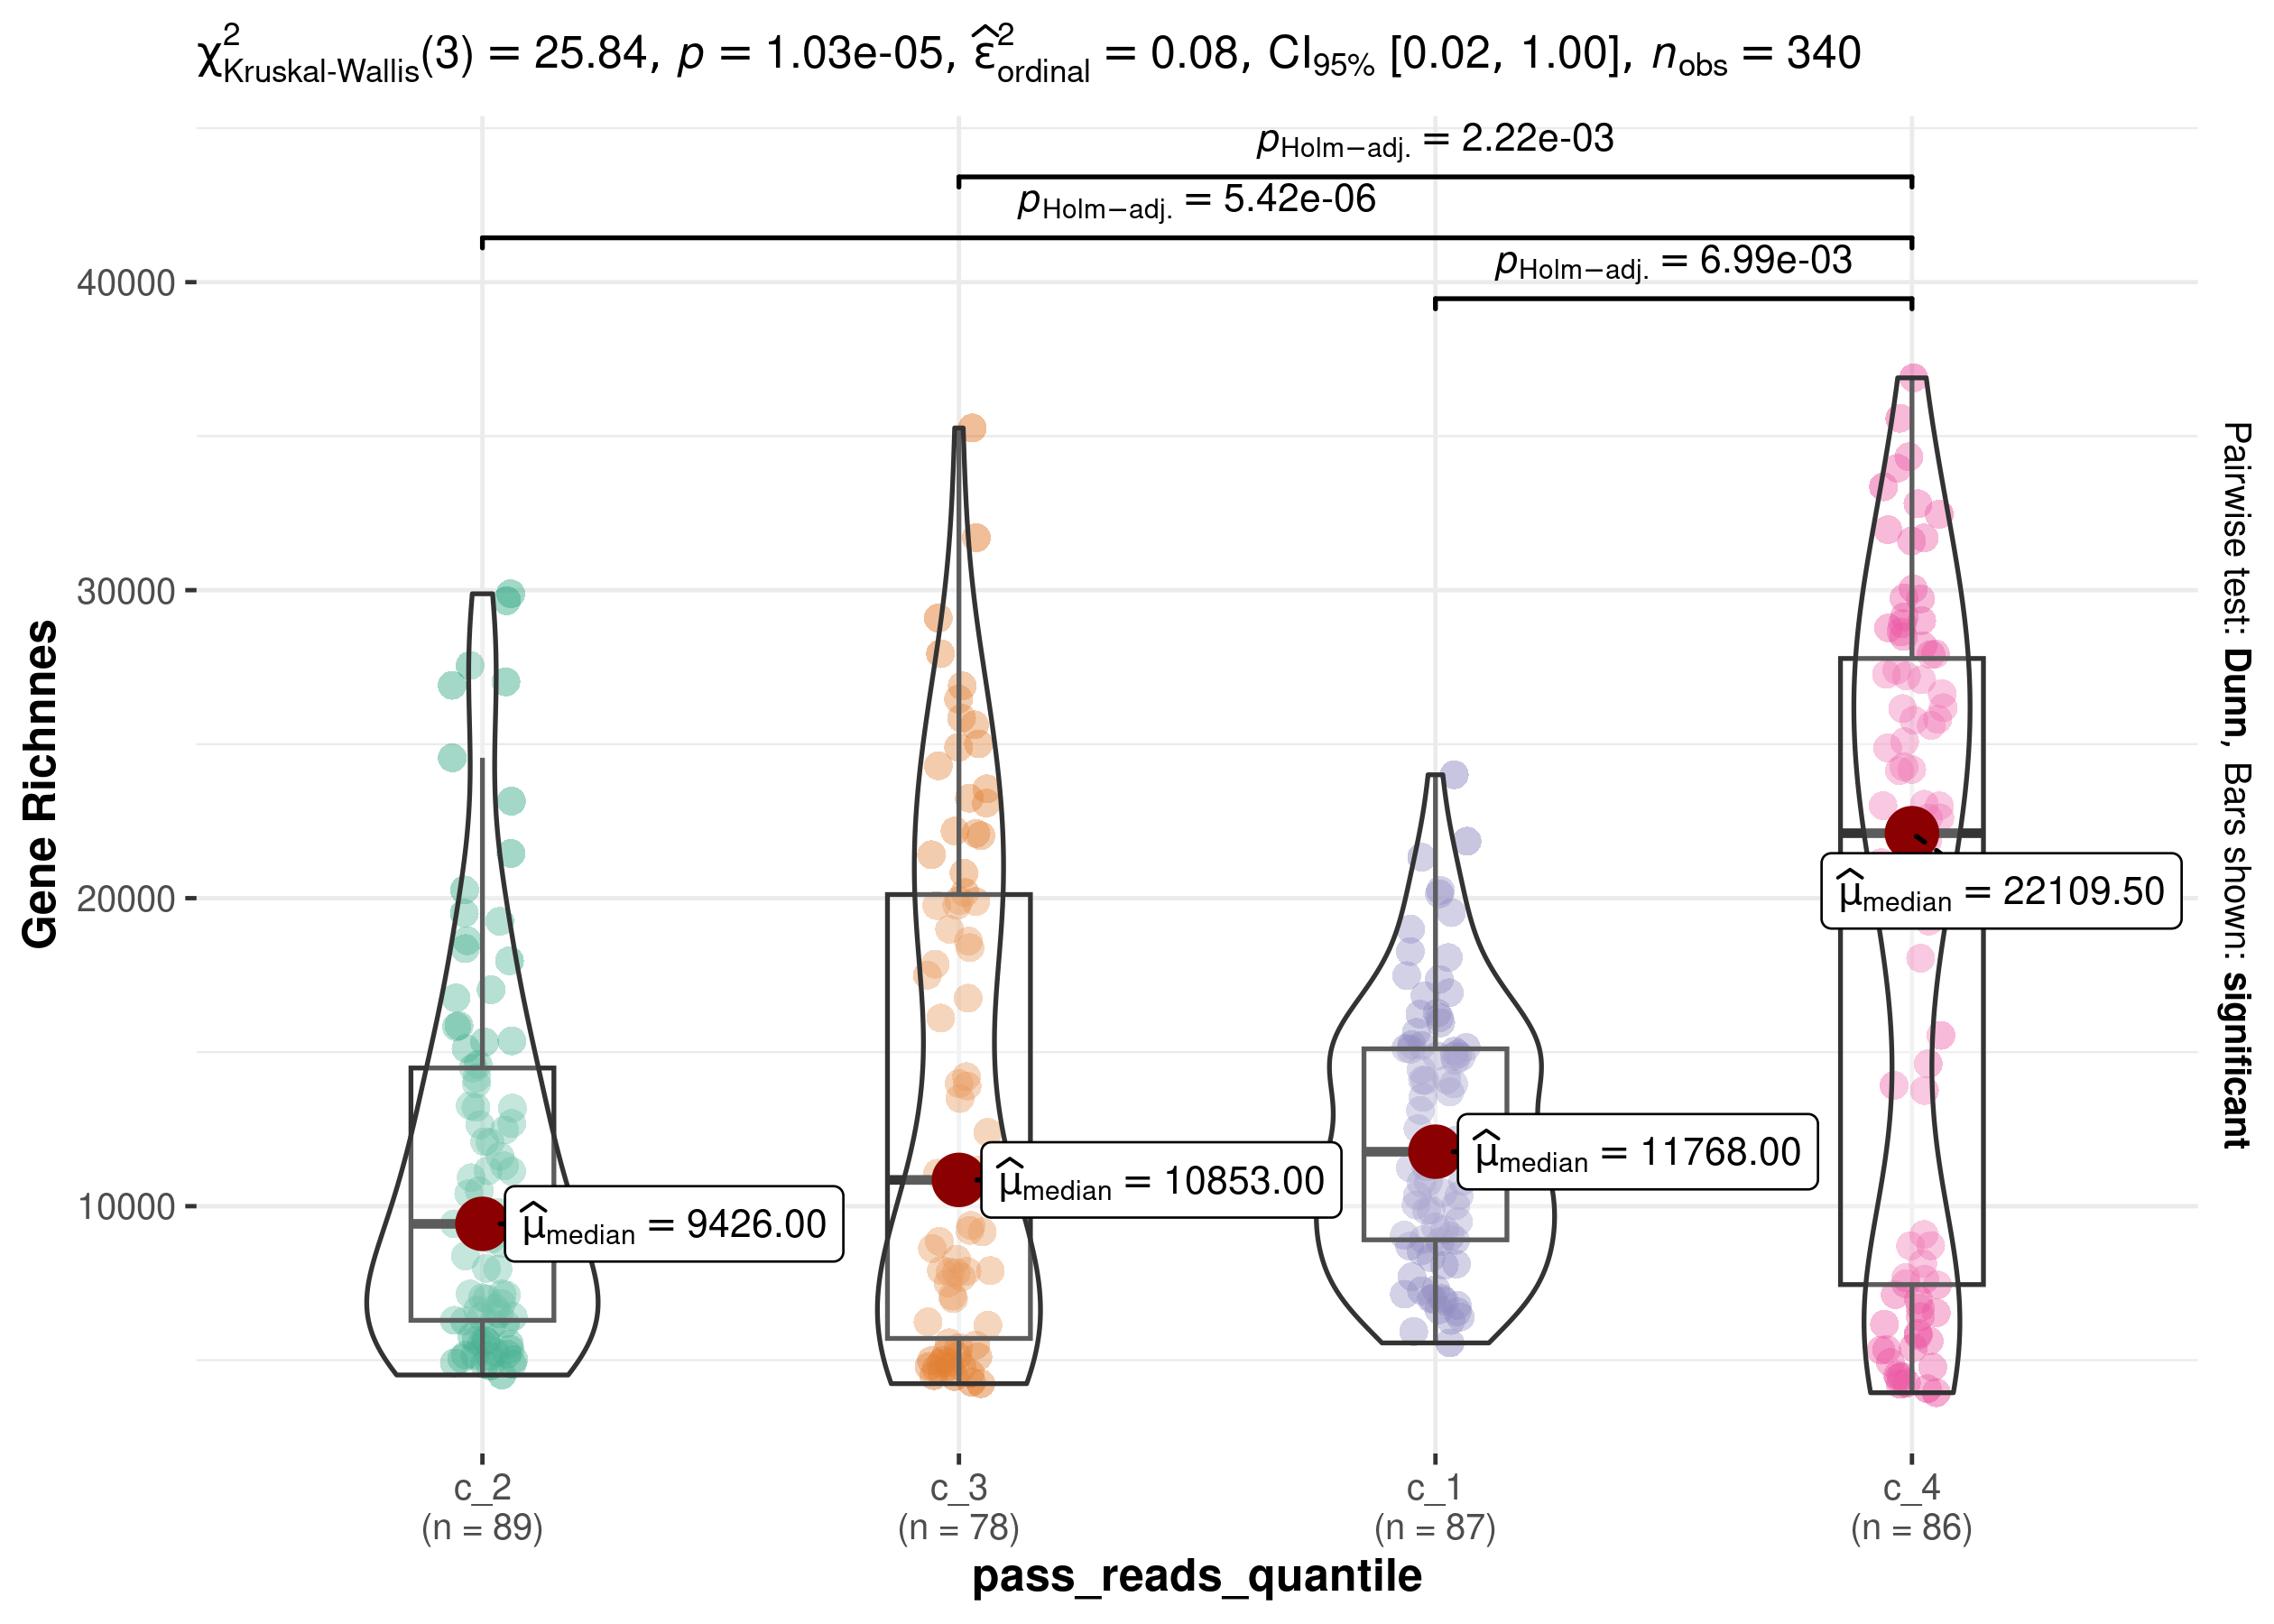 χ²Kruskal-Wallis(3) = 25.84, p = 1.03e-05, ε̂²ordinal = 0.08, CI95% [0.02, 1.00], nobs = 340
pHolm−adj. = 2.22e-03
pHolm−adj. = 5.42e-06
pHolm−adj. = 6.99e-03
40000
30000
20000
10000
Gene Richnnes
μ̂median = 9426.00
μ̂median = 10853.00
μ̂median = 11768.00
μ̂median = 22109.50
Pairwise test: Dunn, Bars shown: significant
c_2
(n = 89)
c_3
(n = 78)
c_1
(n = 87)
c_4
(n = 86)
pass_reads_quantile